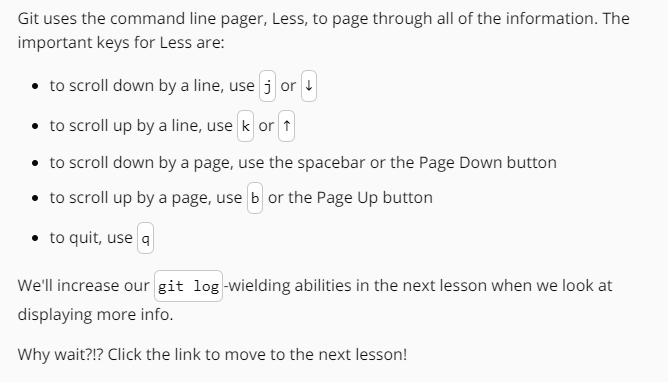 Git uses the command line pager, Less, to page through all of the information. The
important keys for Less are:
• to scroll down by a line, use j or ↓
• to scroll up by a line, use k or ↑
• to scroll down by a page, use the spacebar or the Page Down button
• to scroll up by a page, use b or the Page Up button
• to quit, use q
We'll increase our git log-wielding abilities in the next lesson when we look at
displaying more info.
Why wait?!? Click the link to move to the next lesson!